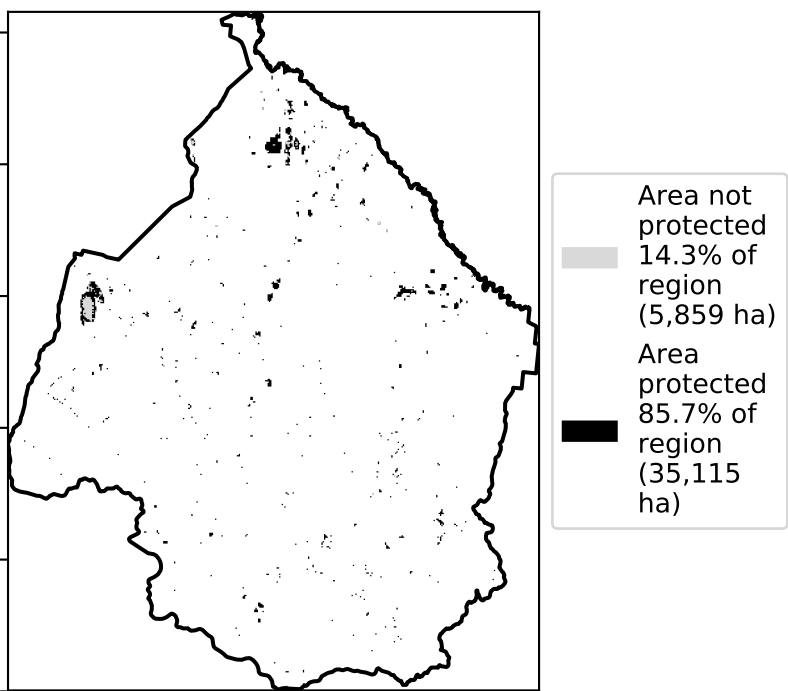 Area not
protected
14.3% of
region
(5,859 ha)
Area
protected
85.7% of
region
(35,115
ha)